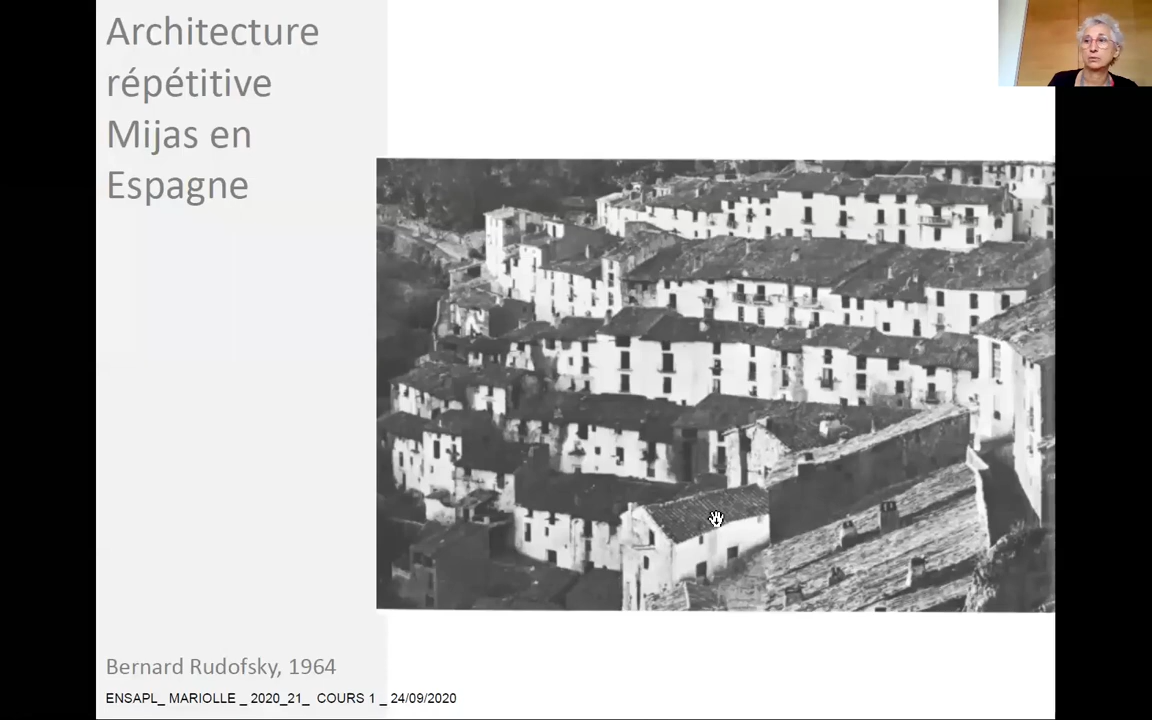 Architecture
répétitive
Mijas en
Espagne
Bernard Rudofsky, 1964
ENSAPL_ MARIOLLE _ 2020_21_ COURS 1 _ 24/09/2020